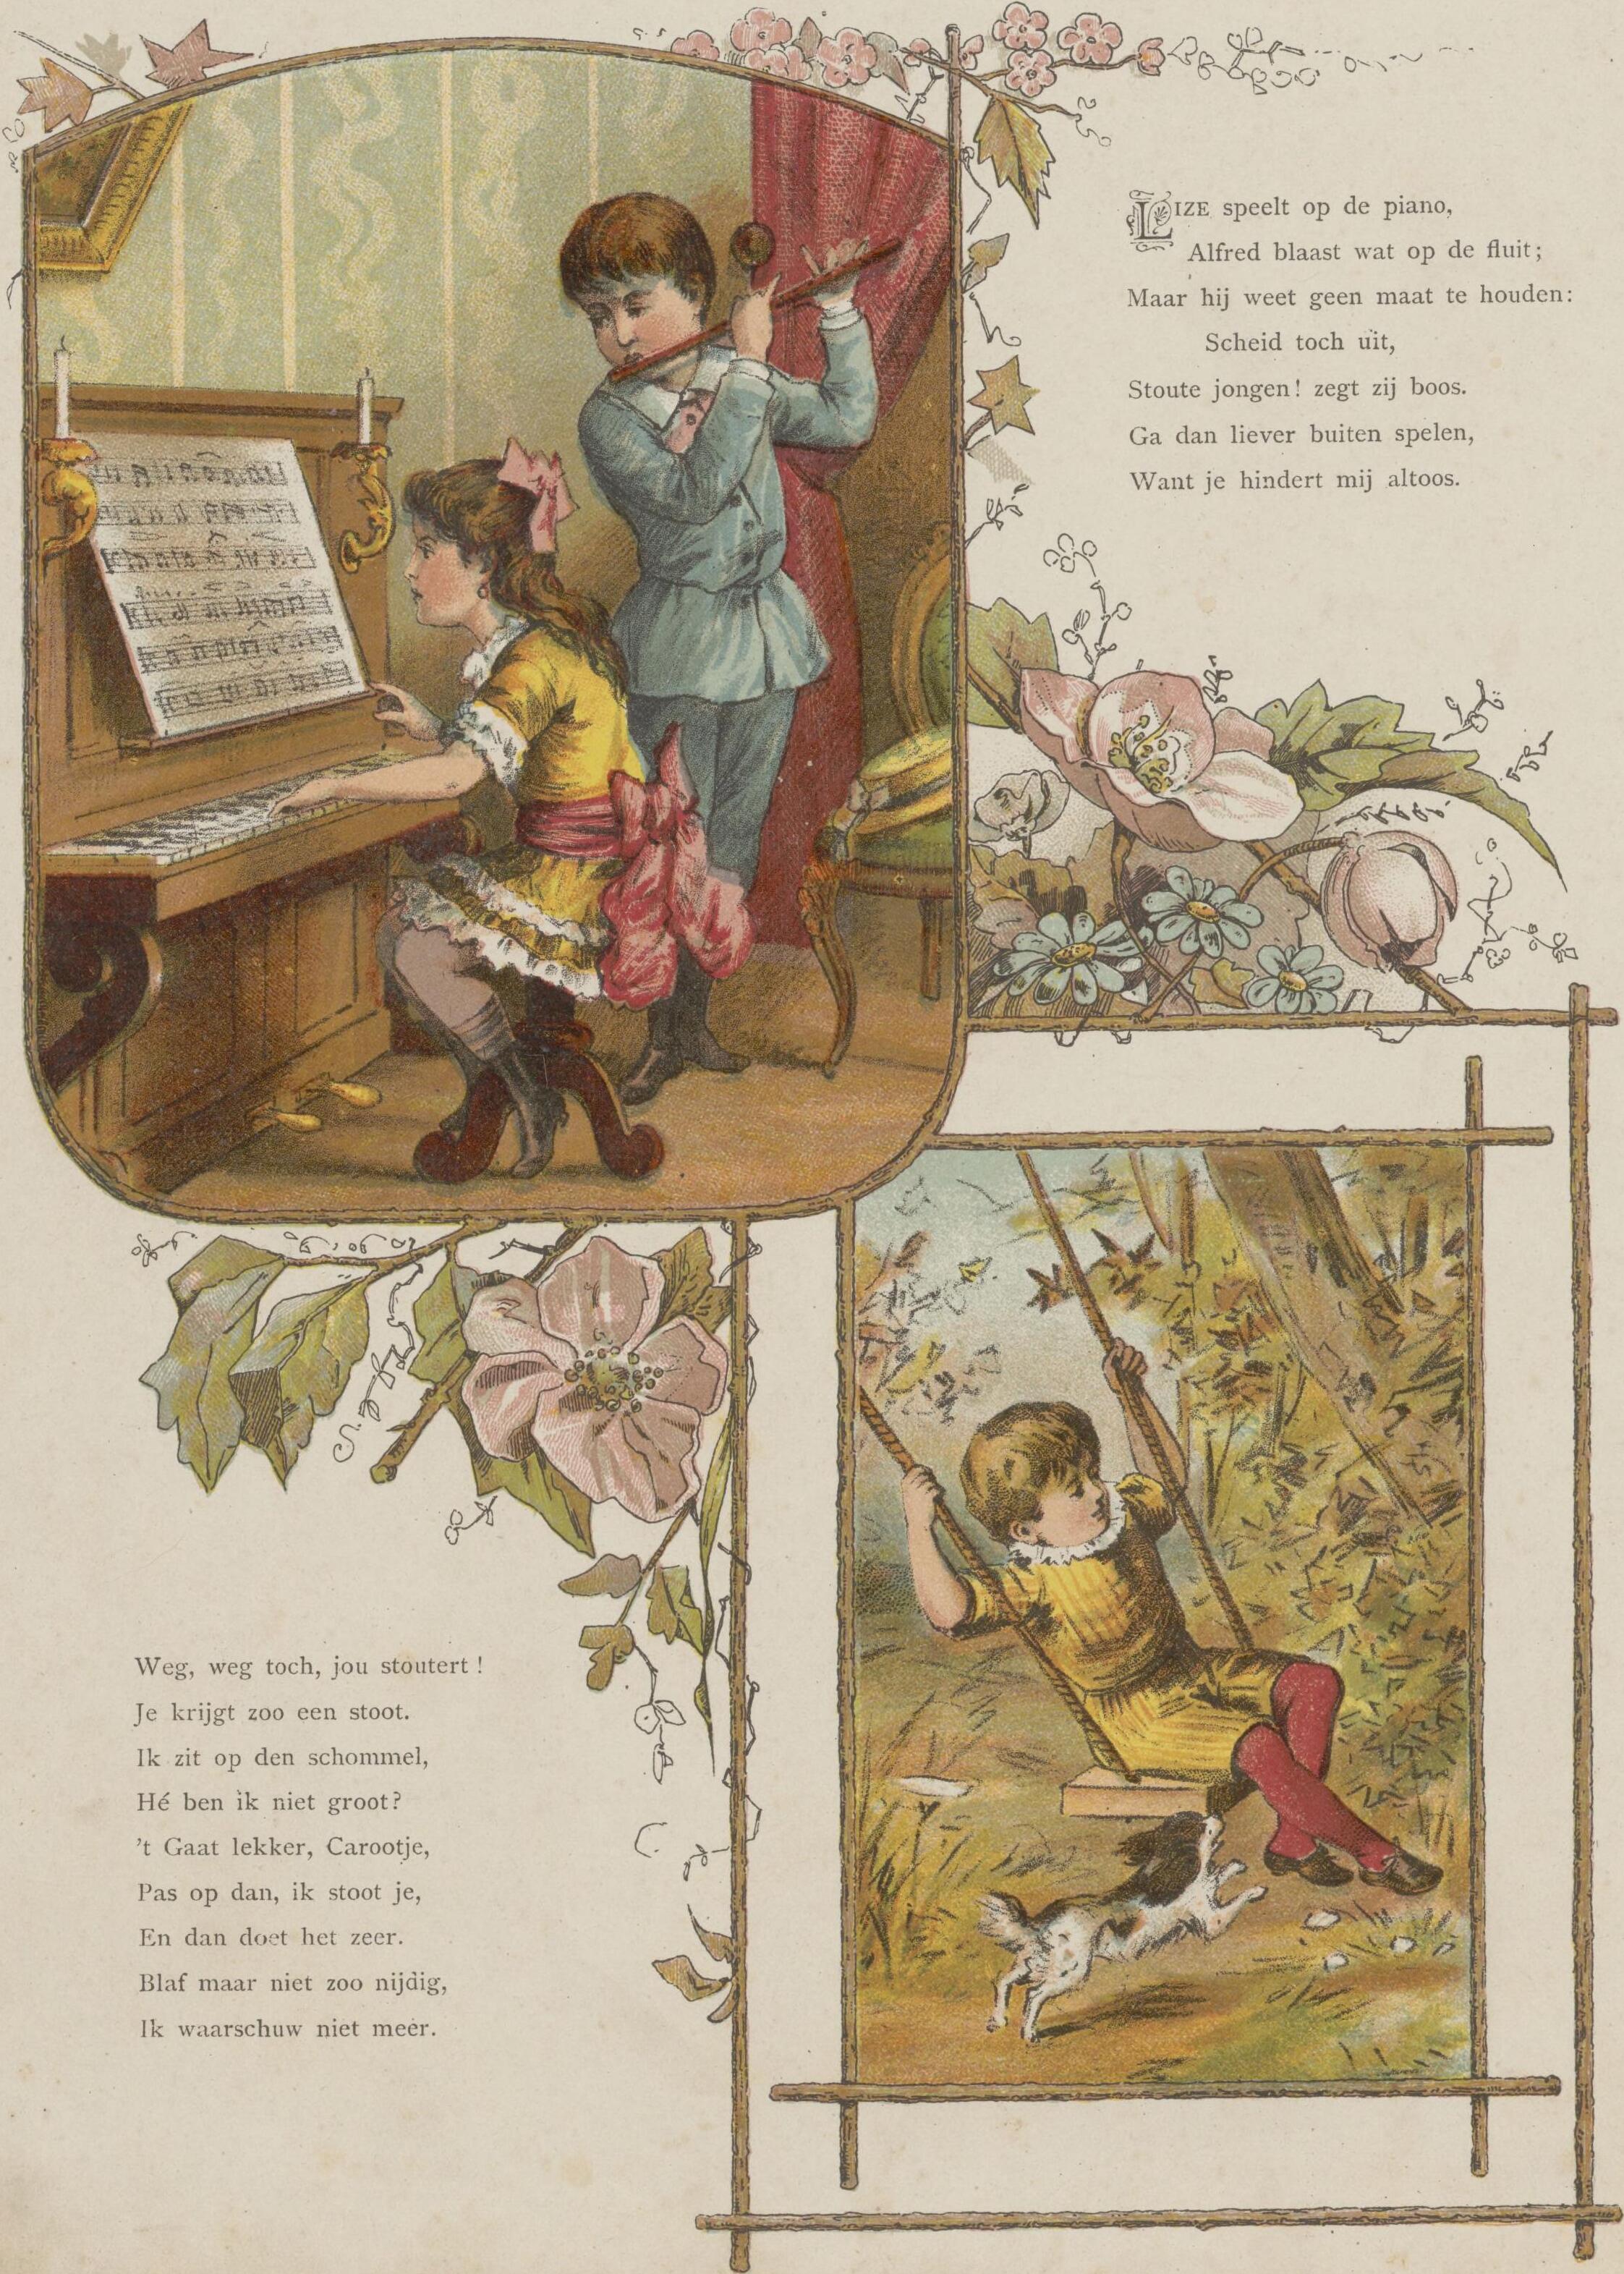 LIZE speelt op de piano,
Alfred blaast wat op de fluit;
Maar hij weet geen maat te houden:
Scheid toch uit,
Stoute jongen! zegt zij boos.
Ga dan liever buiten spelen,
Want je hindert mij altoos.
Weg, weg toch, jou stoutert!
Je krijgt zoo een stoot.
Ik zit op den schommel,
Hé ben ik niet groot?
't Gaat lekker, Carootje,
Pas op dan, ik stoot je,
En dan doet het zeer.
Blaf maar niet zoo nijdig,
Ik waarschuw niet meer.